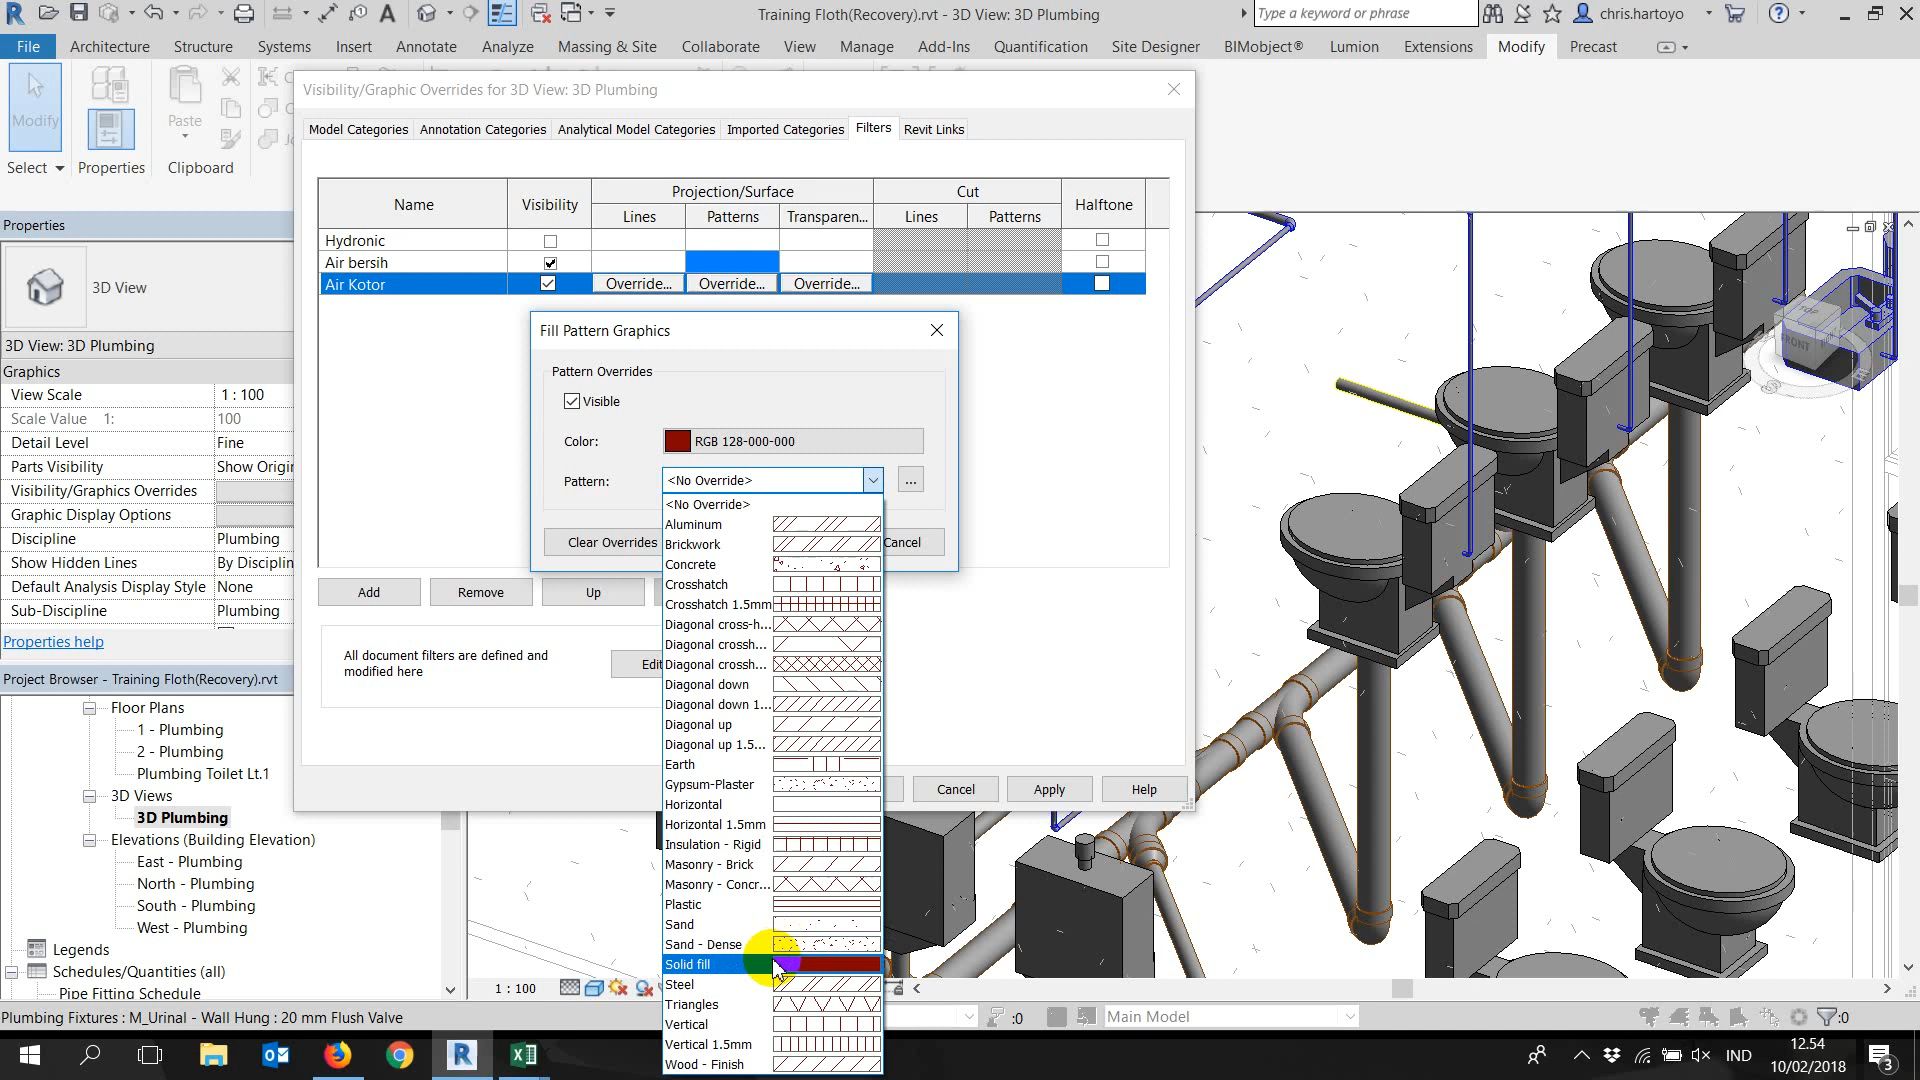 Training Floth(Recovery).rvt - 3D View: 3D Plumbing
Type a keyword or phrase
chris.hartoyo
File Architecture Structure Systems Insert Annotate Analyze Massing & Site Collaborate View Manage Add-Ins Quantification Site Designer BIMobject® Lumion Extensions Modify Precast
Modify
Paste
Select
Properties
Clipboard
Visibility/Graphic Overrides for 3D View: 3D Plumbing
Model Categories Annotation Categories Analytical Model Categories Imported Categories Filters Revit Links
Name Visibility Projection/Surface Cut Halftone
Lines Patterns Transparen... Lines Patterns
Hydronic
Air bersih
Air Kotor Override... Override... Override...
Fill Pattern Graphics
Pattern Overrides
Visible
Color: RGB 128-000-000
Pattern: <No Override> ...
Clear Overrides Cancel
<No Override>
Aluminum
Brickwork
Concrete
Crosshatch
Crosshatch 1.5mm
Diagonal cross-h...
Diagonal crossh...
Diagonal crossh...
Diagonal down
Diagonal down 1...
Diagonal up
Diagonal up 1.5...
Earth
Gypsum-Plaster
Horizontal
Horizontal 1.5mm
Insulation - Rigid
Masonry - Brick
Masonry - Concr...
Plastic
Sand
Sand - Dense
Solid fill
Steel
Triangles
Vertical
Vertical 1.5mm
Wood - Finish
Add Remove Up
All document filters are defined and
modified here
Edi
Cancel Apply Help
Properties
3D View
3D View: 3D Plumbing
Graphics
View Scale 1 : 100
Scale Value 1: 100
Detail Level Fine
Parts Visibility Show Origin
Visibility/Graphics Overrides
Graphic Display Options
Discipline Plumbing
Show Hidden Lines By Disciplin
Default Analysis Display Style None
Sub-Discipline Plumbing
Properties help
Project Browser - Training Floth(Recovery).rvt
Floor Plans
1 - Plumbing
2 - Plumbing
Plumbing Toilet Lt.1
3D Views
3D Plumbing
Elevations (Building Elevation)
East - Plumbing
North - Plumbing
South - Plumbing
West - Plumbing
Legends
Schedules/Quantities (all)
Pipe Fitting Schedule
TOP
FRONT
1 : 100
Plumbing Fixtures : M_Urinal - Wall Hung : 20 mm Flush Valve
:0
Main Model
:0
IND
12.54
10/02/2018
3